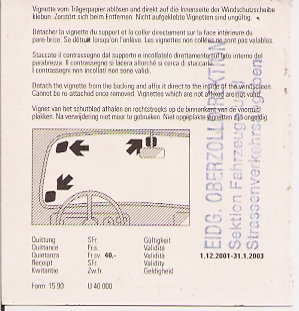 Vignette vom Trägerpapier ablösen und direkt auf die Innenseite der Windschutzscheibe
kleben. Zerstört sich beim Entfernen. Nicht aufgeklebte Vignetten sind ungültig.
Détacher la vignette du support et la coller directement sur la face intérieure du
pare-brise. Se détruit lorsqu'on l'enlève. Les vignettes non collées ne sont pas valables.
Staccate il contrassegno dal supporto e incollatelo direttamente sul lato interno del
parabrezza. Il contrassegno si lacera allorché si cerca di staccarlo.
I contrassegni non incollati non sono validi.
Detach the vignette from the backing and affix it direct to the inside of the windscreen.
Cannot be re-attached once removed. Vignettes which are not affixed are not valid.
Vignet van het schutblad afhalen en rechtstreeks op de binnenkant van de voorruit
plakken. Na verwijdering niet meer te gebruiken. Niet opgeplakte vignetten zijn ongeldig.
Quittung SFr. Gültigkeit
Quittance Frs. Validité
Quietanza Fr.sv. 40.- Validità
Receipt SFr. Validity
Kwitantie Zw.fr. Geldigheid
1.12.2001-31.1.2003
Form. 15.90 U 40 000
EIDG. OBERZOLLDIREKTION
Sektion Fahrzeuge und
Strassenverkehrsabgaben